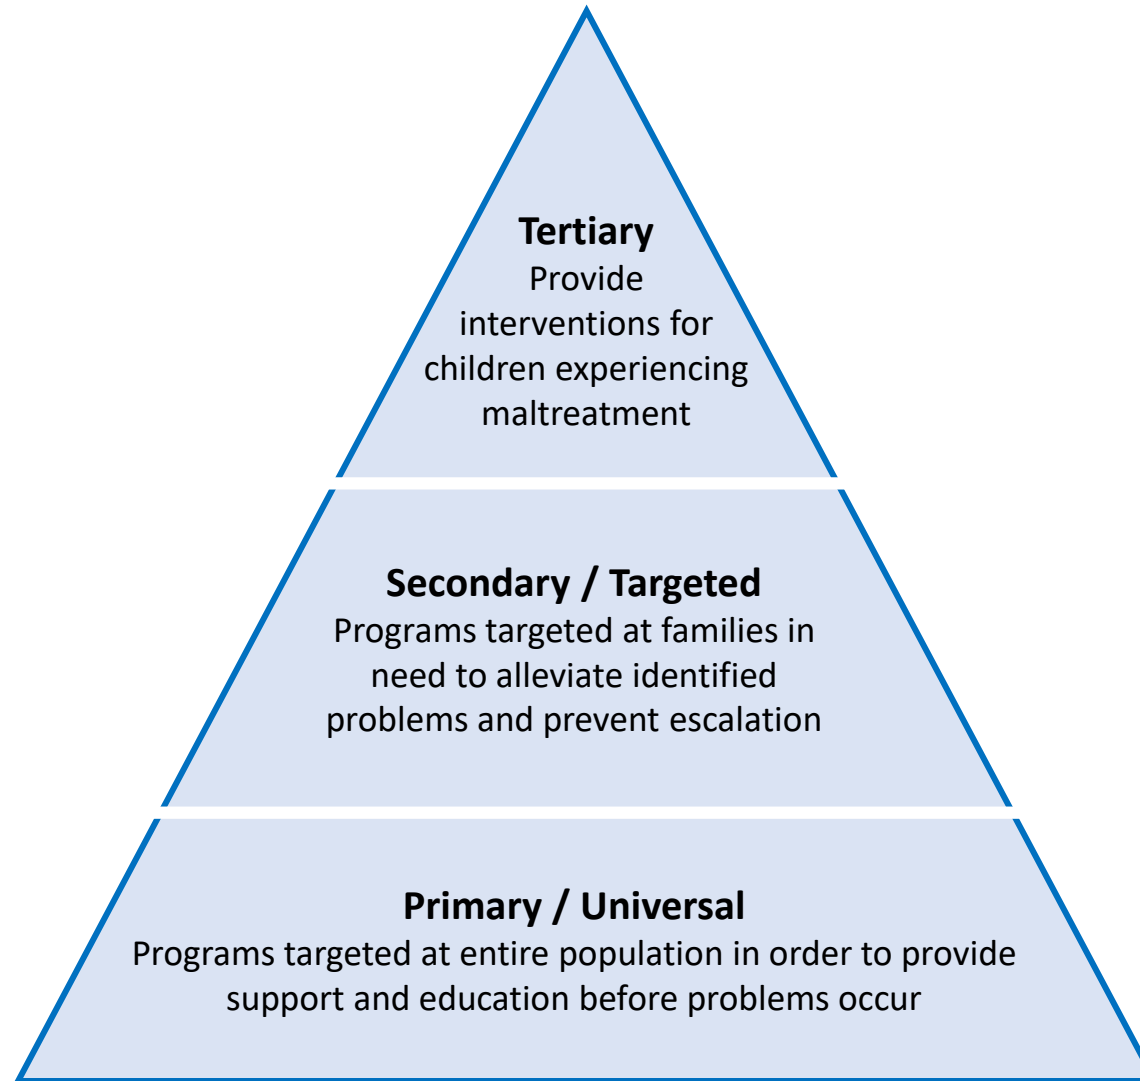 Tertiary
Provide
interventions for
children experiencing
maltreatment
Secondary / Targeted
Programs targeted at families in
need to alleviate identified
problems and prevent escalation
Primary / Universal
Programs targeted at entire population in order to provide
support and education before problems occur